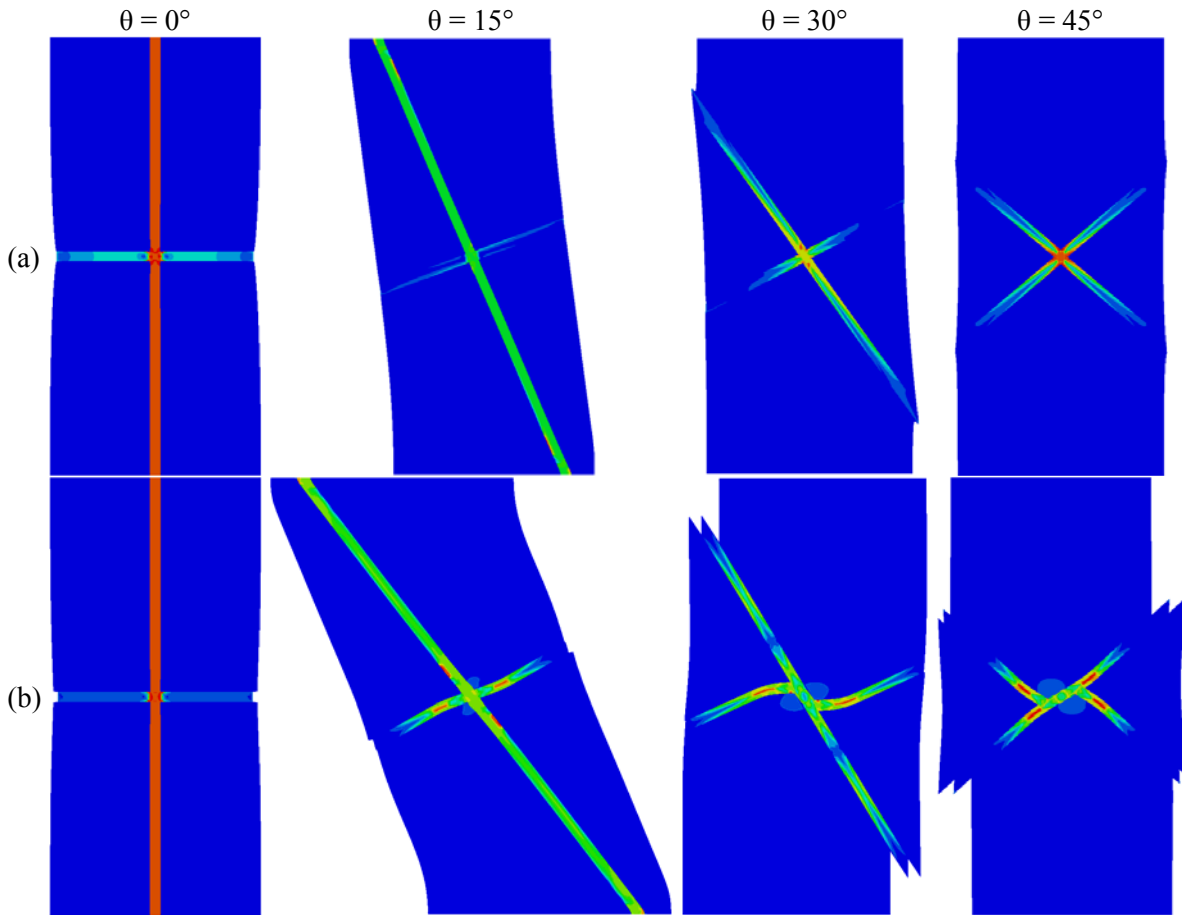 θ = 0° θ = 15° θ = 30° θ = 45°
(a)
(b)